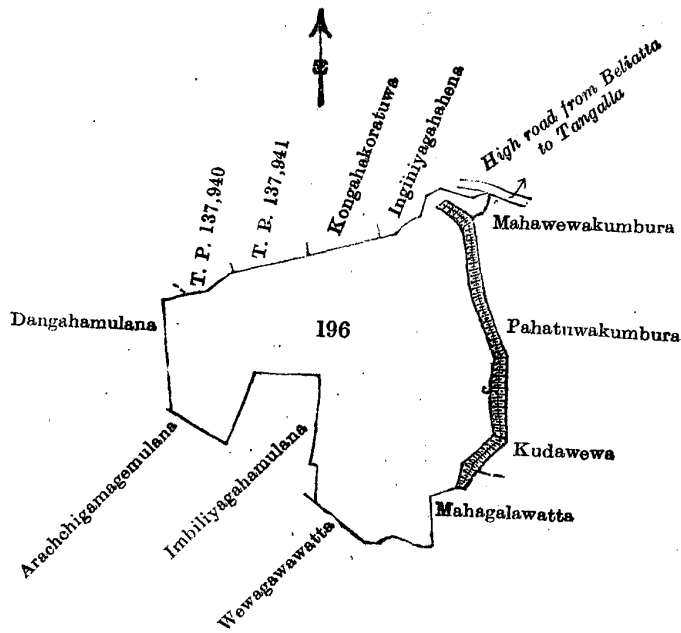 High road from Beliatta
to Tangalla
Kongahakoratuwa
Inginiyagahahena
T. P. 137,941
T. P. 137,940
Mahawewakumbura
Dangahamulana
196
Pahatuwakumbura
Kudawewa
Mahagalawatta
Arachchigamagemulana
Imbiliyagahamulana
Wewagawawatta